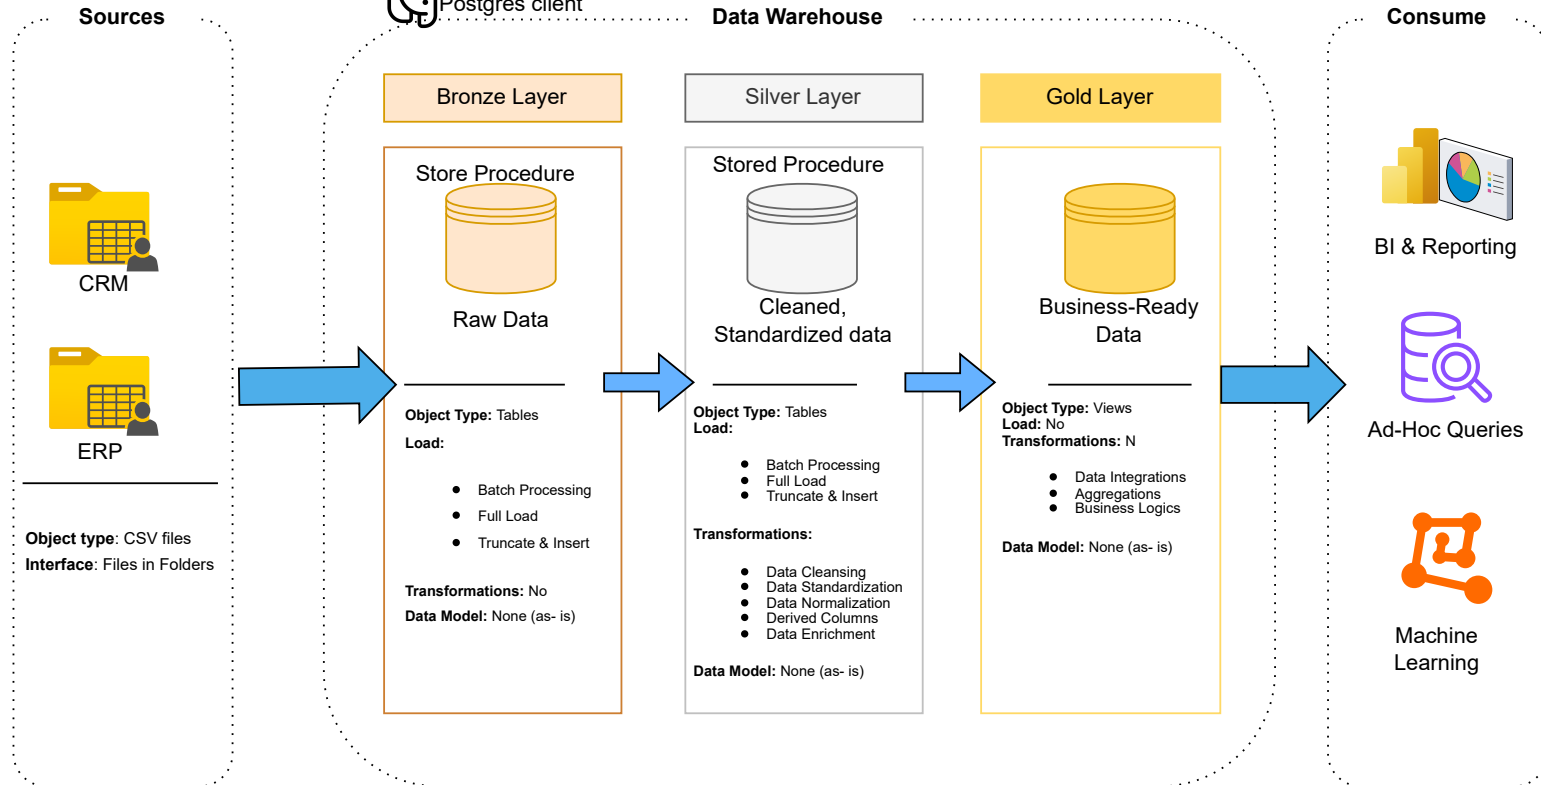 Sources
Postgres client
Data Warehouse
Consume
Bronze Layer
Silver Layer
Gold Layer
CRM
ERP
Object type: CSV files
Interface: Files in Folders
Store Procedure
Raw Data
Object Type: Tables
Load:
● Batch Processing
● Full Load
● Truncate & Insert
Transformations: No
Data Model: None (as- is)
Stored Procedure
Cleaned,
Standardized data
Object Type: Tables
Load:
● Batch Processing
● Full Load
● Truncate & Insert
Transformations:
● Data Cleansing
● Data Standardization
● Data Normalization
● Derived Columns
● Data Enrichment
Data Model: None (as- is)
Business-Ready
Data
Object Type: Views
Load: No
Transformations: N
● Data Integrations
● Aggregations
● Business Logics
Data Model: None (as- is)
BI & Reporting
Ad-Hoc Queries
Machine
Learning